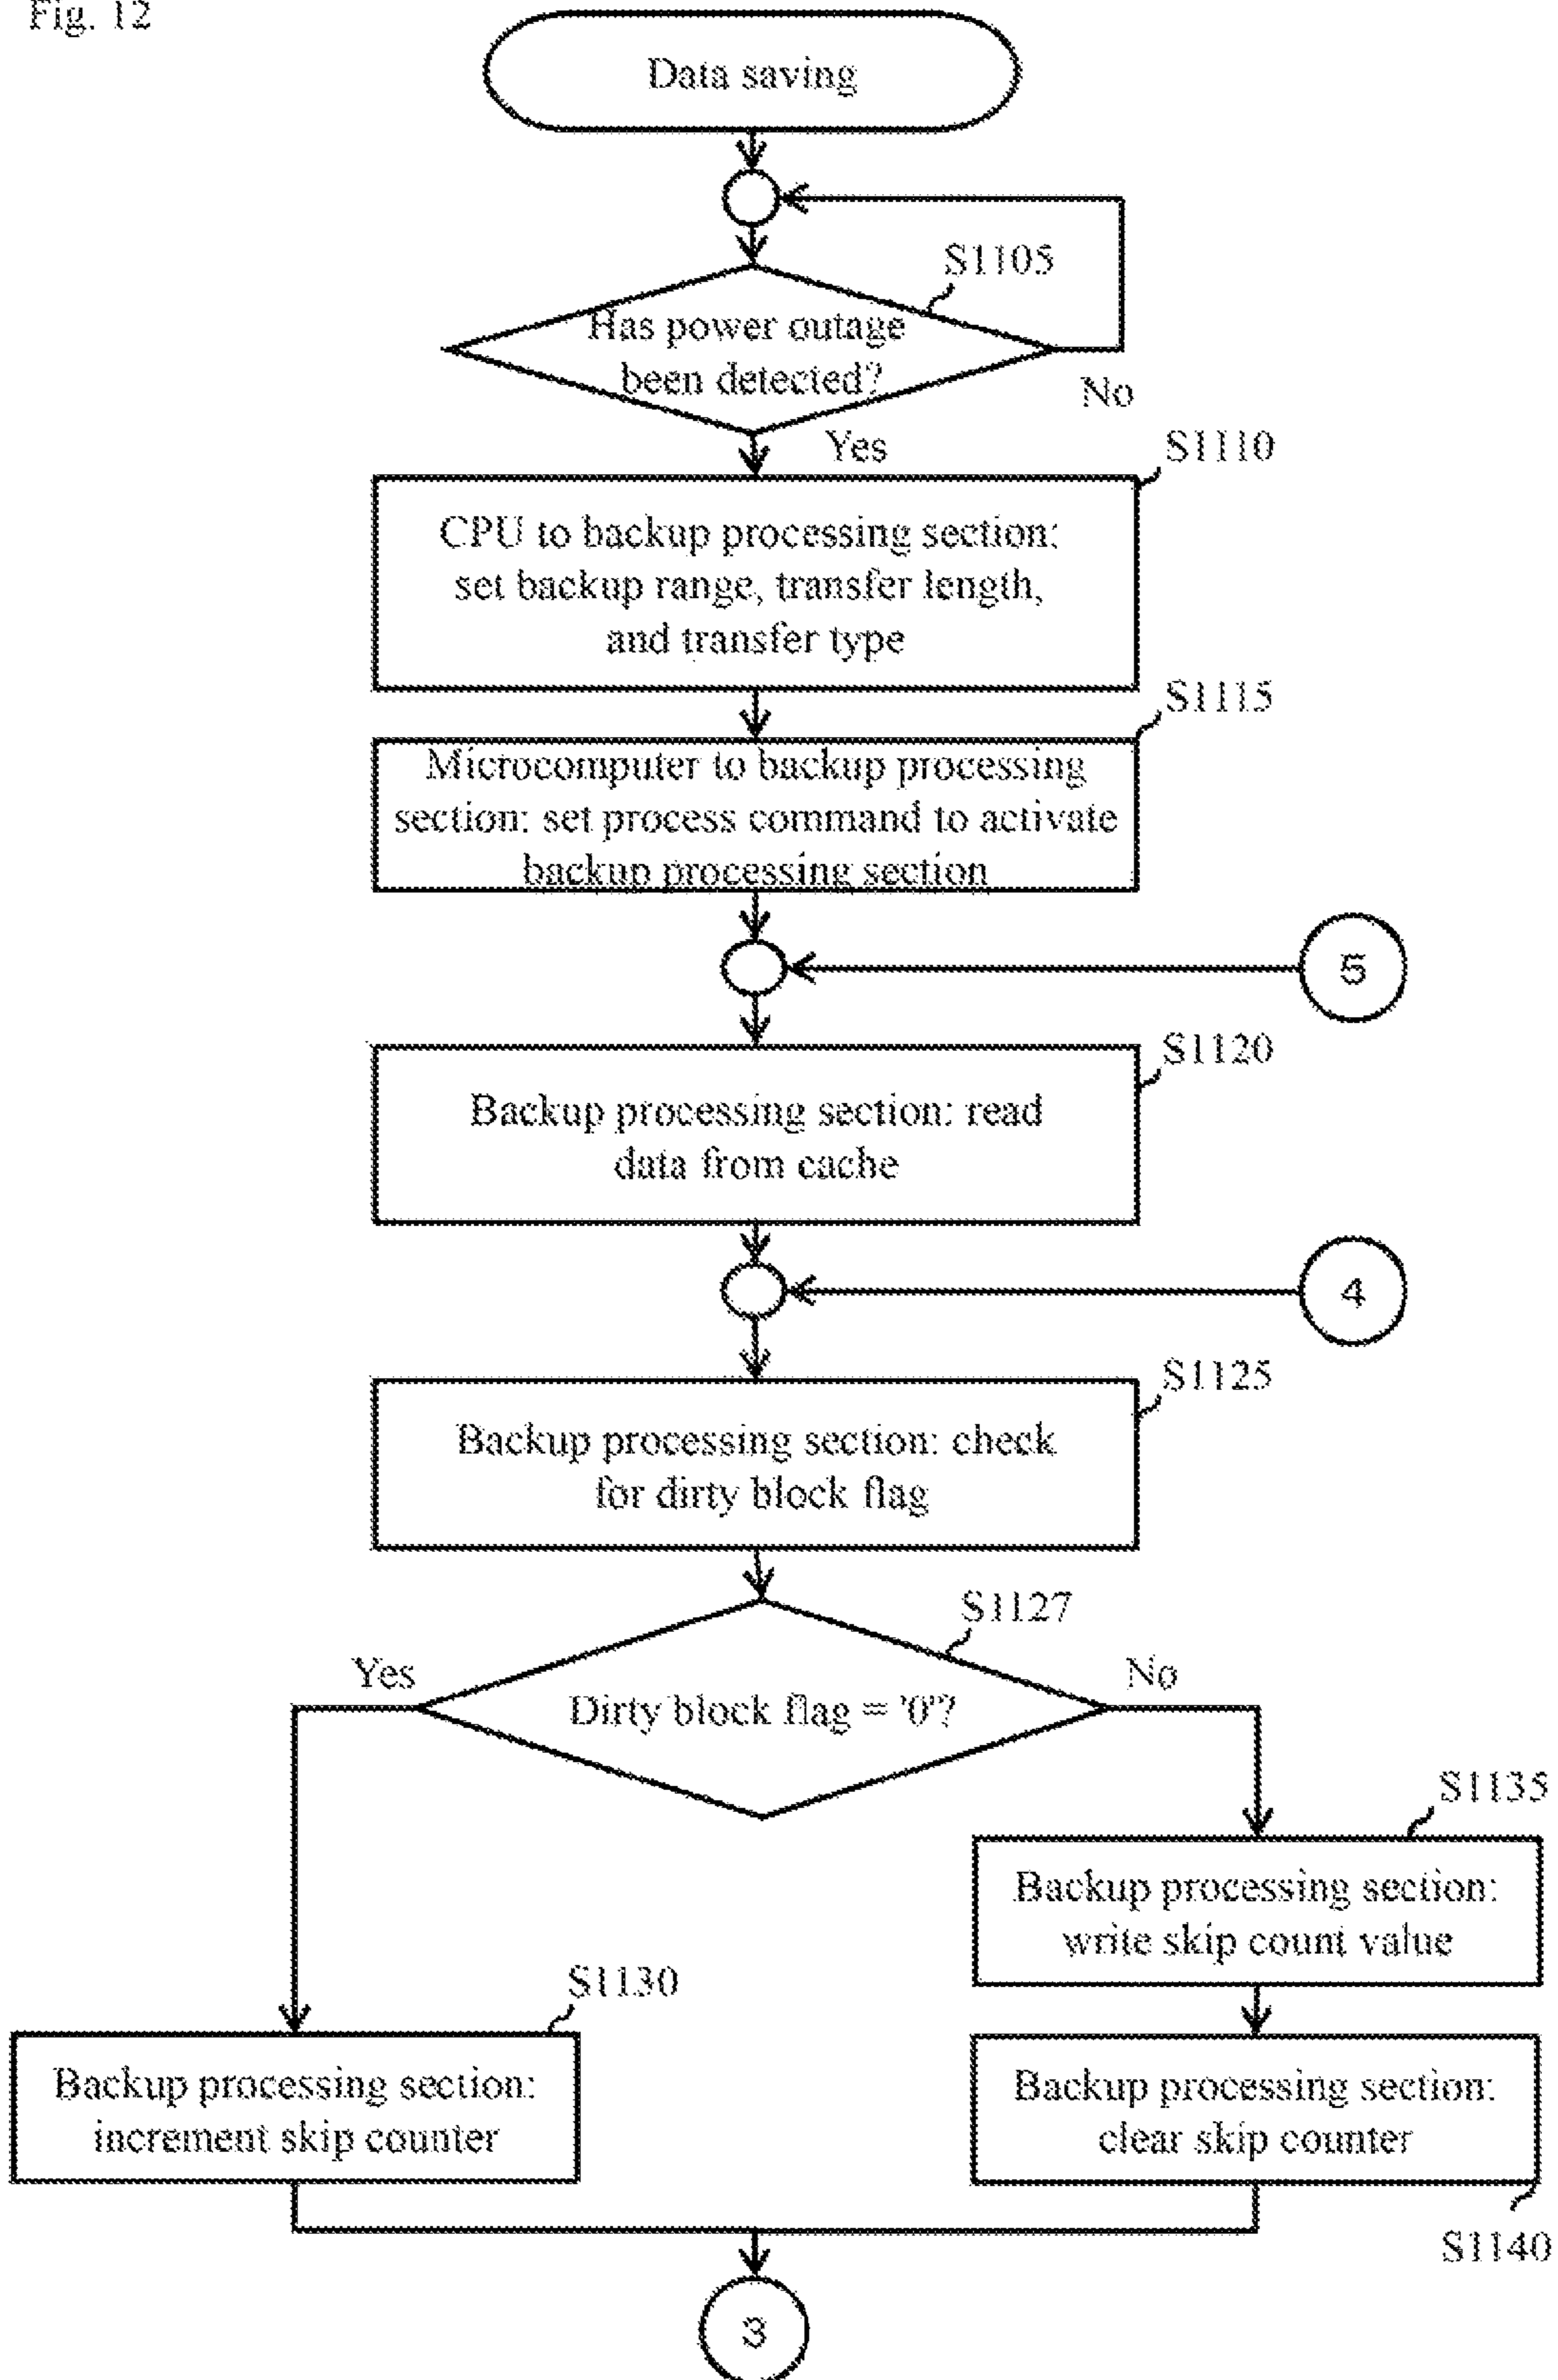 Fig. 12
Data saving
S1105
Has power outage
been detected?
No
Yes
S1110
CPU to backup processing section:
set backup range, transfer length,
and transfer type
S1115
Microcomputer to backup processing
section: set process command to activate
backup processing section
5
S1120
Backup processing section: read
data from cache
4
S1125
Backup processing section: check
for dirty block flag
S1127
Yes
No
Dirty block flag = '0'?
S1135
Backup processing section:
write skip count value
S1130
Backup processing section:
increment skip counter
Backup processing section:
clear skip counter
S1140
3